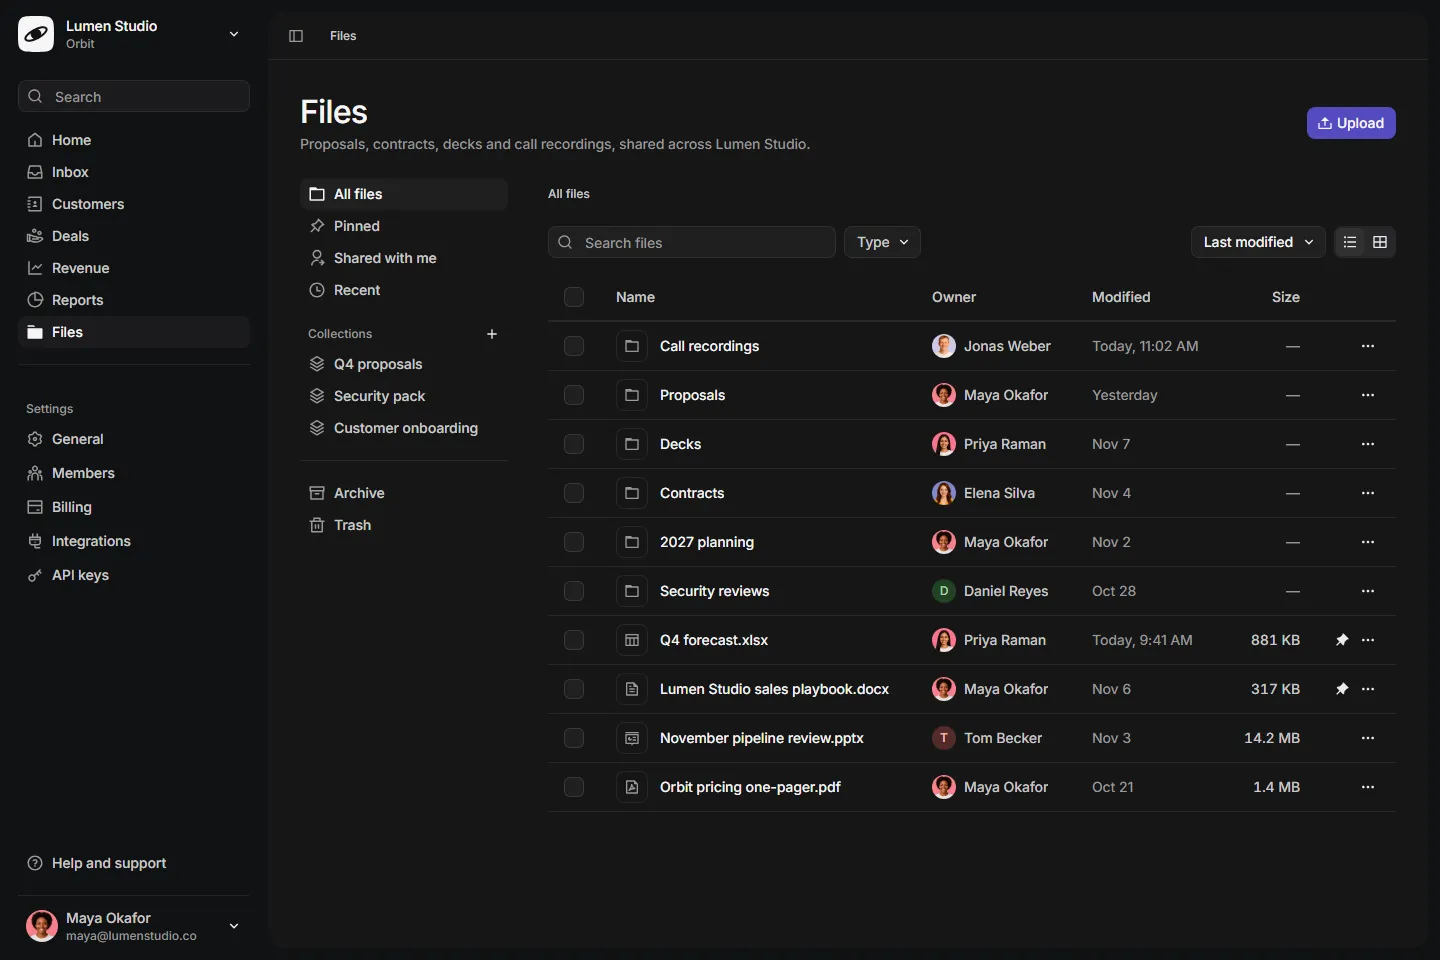 Lumen Studio
Orbit
Search
Home
Inbox
Customers
Deals
Revenue
Reports
Files
Settings
General
Members
Billing
Integrations
API keys
Help and support
Maya Okafor
maya@lumenstudio.co
Files
Files
Proposals, contracts, decks and call recordings, shared across Lumen Studio.
Upload
All files
Pinned
Shared with me
Recent
Collections
Q4 proposals
Security pack
Customer onboarding
Archive
Trash
All files
Search files
Type
Last modified
Name Owner Modified Size
Call recordings Jonas Weber Today, 11:02 AM —
Proposals Maya Okafor Yesterday —
Decks Priya Raman Nov 7 —
Contracts Elena Silva Nov 4 —
2027 planning Maya Okafor Nov 2 —
Security reviews D Daniel Reyes Oct 28 —
Q4 forecast.xlsx Priya Raman Today, 9:41 AM 881 KB
Lumen Studio sales playbook.docx Maya Okafor Nov 6 317 KB
November pipeline review.pptx T Tom Becker Nov 3 14.2 MB
Orbit pricing one-pager.pdf Maya Okafor Oct 21 1.4 MB